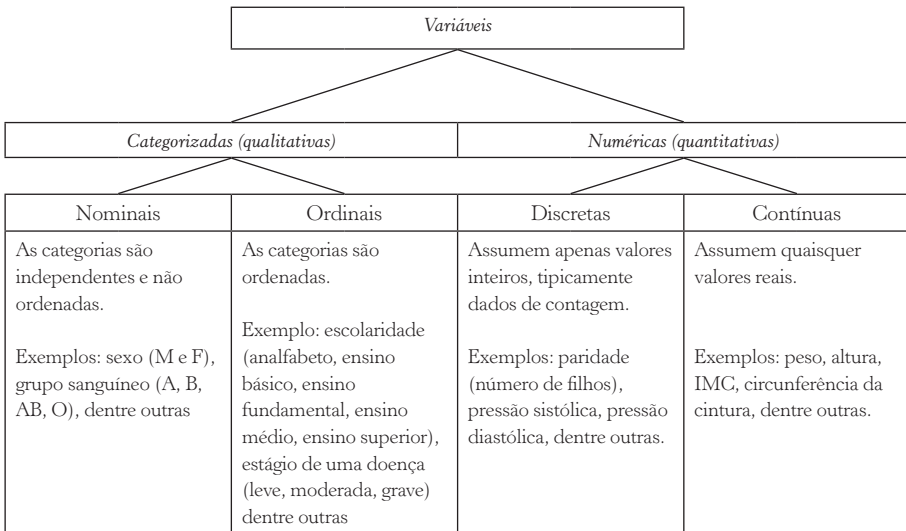 Variáveis
Categorizadas (qualitativas)
Numéricas (quantitativas)
Nominais
Ordinais
Discretas
Contínuas
As categorias são
independentes e não
ordenadas.
Exemplos: sexo (M e F),
grupo sanguíneo (A, B,
AB, O), dentre outras
As categorias são
ordenadas.
Exemplo: escolaridade
(analfabeto, ensino
básico, ensino
fundamental, ensino
médio, ensino superior),
estágio de uma doença
(leve, moderada, grave)
dentre outras
Assumem apenas valores
inteiros, tipicamente
dados de contagem.
Exemplos: paridade
(número de filhos),
pressão sistólica, pressão
diastólica, dentre outras.
Assumem quaisquer
valores reais.
Exemplos: peso, altura,
IMC, circunferência da
cintura, dentre outras.